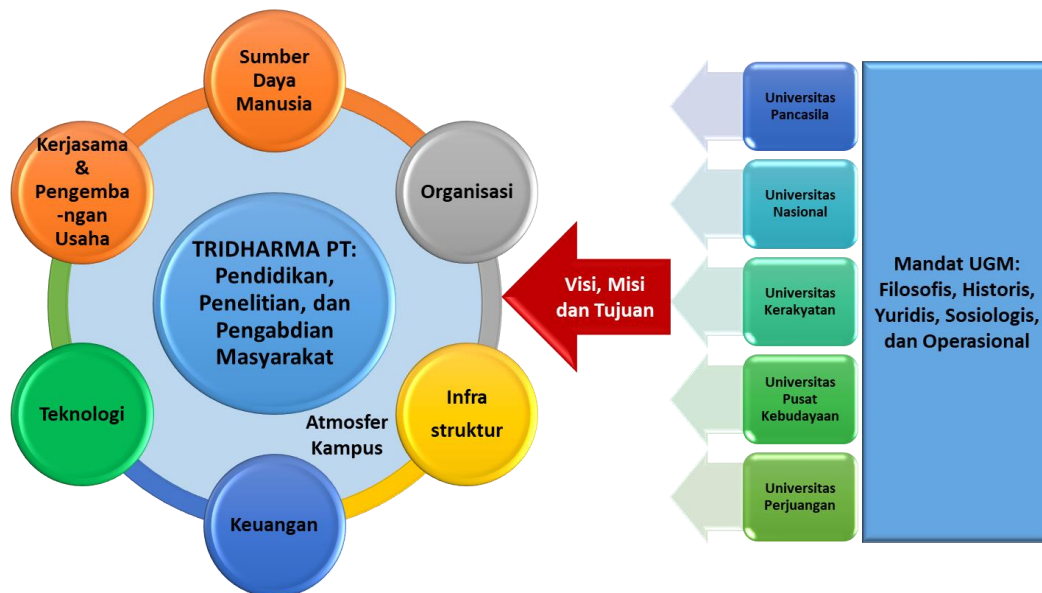 Sumber
Daya
Manusia
Kerjasama
&
Pengemba
-ngan
Usaha
Organisasi
TRIDHARMA PT:
Pendidikan,
Penelitian, dan
Pengabdian
Masyarakat
Teknologi
Atmosfer
Kampus
Infra
struktur
Keuangan
Visi, Misi
dan Tujuan
Universitas
Pancasila
Universitas
Nasional
Universitas
Kerakyatan
Universitas
Pusat
Kebudayaan
Universitas
Perjuangan
Mandat UGM:
Filosofis, Historis,
Yuridis, Sosiologis,
dan Operasional